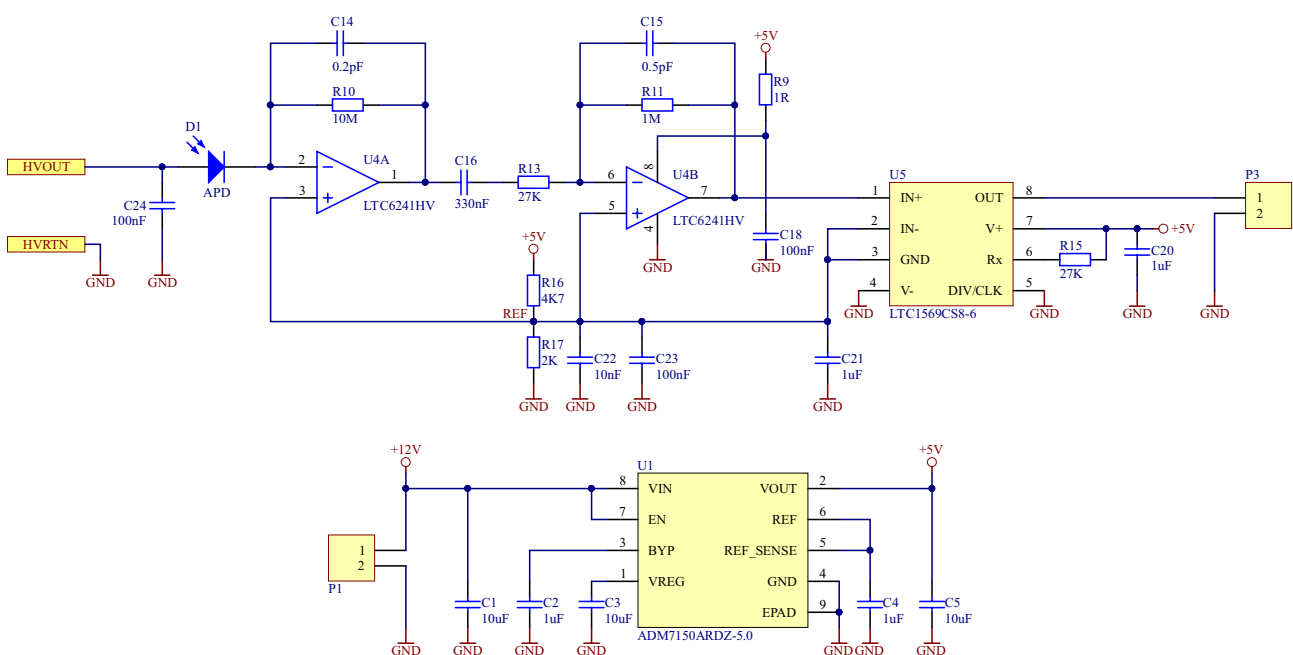 C14
0.2pF
R10
10M
C15
0.5pF
R11
1M
+5V
R9
1R
HVOUT
HVRTN
GND
C24
100nF
GND
D1
APD
2
3
1
U4A
LTC6241HV
C16
330nF
R13
27K
6
5
8
4
7
U4B
LTC6241HV
GND
C18
100nF
GND
+5V
R16
4K7
REF
R17
2K
GND
C22
10nF
GND
C23
100nF
GND
C21
1uF
GND
U5
1 IN+ OUT 8
2 IN- V+ 7
3 GND Rx 6
4 V- DIV/CLK 5
LTC1569CS8-6
GND
GND
R15
27K
+5V
C20
1uF
GND
P3
1
2
GND
+12V
P1
1
2
GND
C1
10uF
GND
C2
1uF
GND
C3
10uF
GND
U1
8 VIN VOUT 2
7 EN REF 6
3 BYP REF_SENSE 5
1 VREG GND 4
EPAD 9
ADM7150ARDZ-5.0
GND
C4
1uF
GND
+5V
C5
10uF
GND